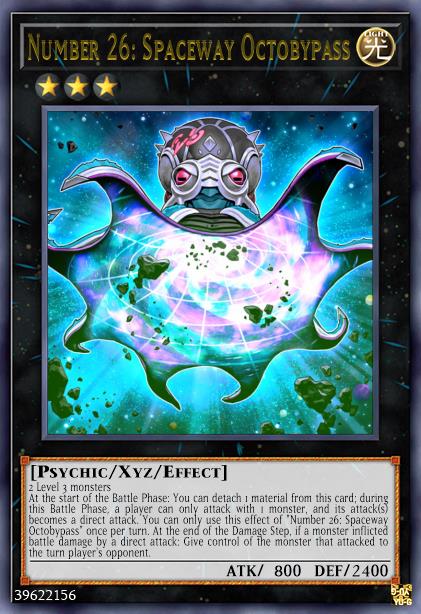 NUMBER 26: SPACEWAY OCTOBYPASS
LIGHT
光
[PSYCHIC/XYZ/EFFECT]
2 Level 3 monsters
At the start of the Battle Phase: You can detach 1 material from this card; during
this Battle Phase, a player can only attack with 1 monster, and its attack(s)
becomes a direct attack. You can only use this effect of "Number 26: Spaceway
Octobypass" once per turn. At the end of the Damage Step, if a monster inflicted
battle damage by a direct attack: Give control of the monster that attacked to
the turn player's opponent.
ATK/ 800 DEF/2400
39622156